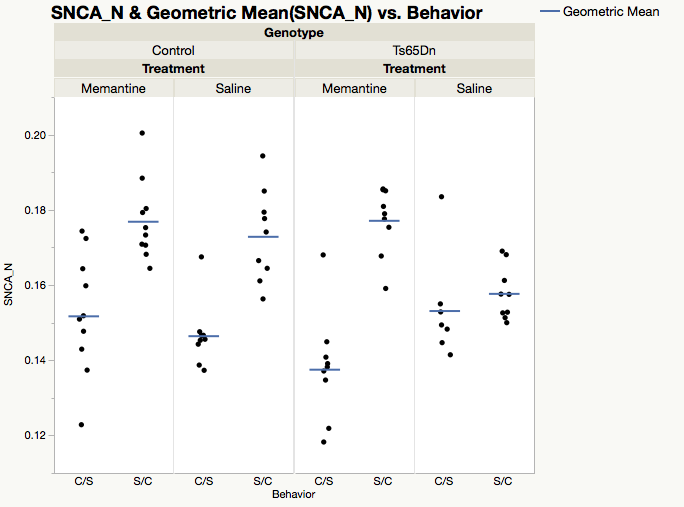 SNCA_N & Geometric Mean(SNCA_N) vs. Behavior
Geometric Mean
Genotype
Control Ts65Dn
Treatment Treatment
Memantine Saline Memantine Saline
SNCA_N
0.20
0.18
0.16
0.14
0.12
C/S S/C C/S S/C C/S S/C C/S S/C
Behavior